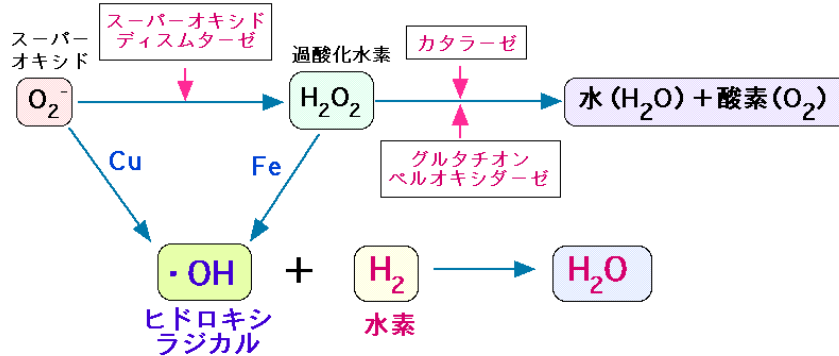 スーパーオキシド
ディスムターゼ
スーパー
オキシド
過酸化水素
カタラーゼ
O₂⁻
H₂O₂
水(H₂O)+酸素(O₂)
グルタチオン
ペルオキシダーゼ
Cu
Fe
・OH + H₂ H₂O
ヒドロキシ
ラジカル
水素